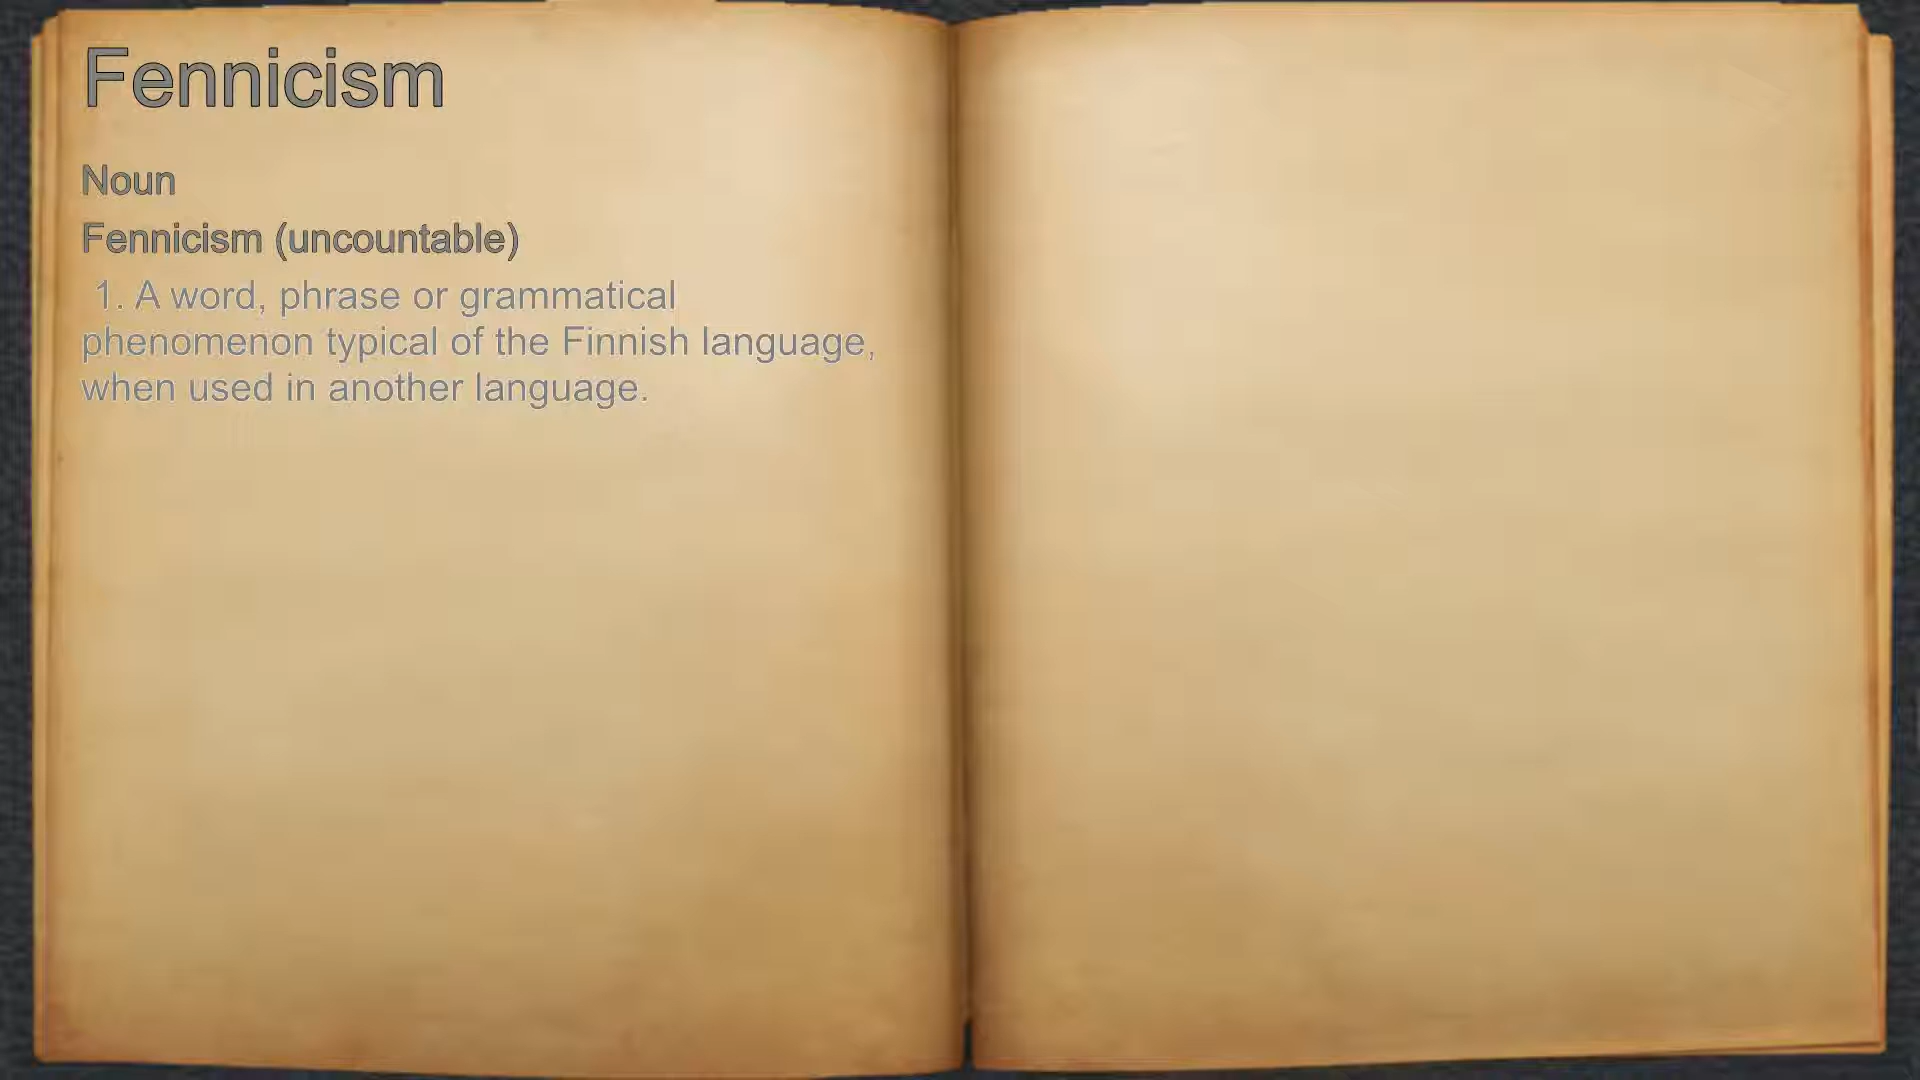 Fennicism
Noun
Fennicism (uncountable)
1. A word, phrase or grammatical
phenomenon typical of the Finnish language,
when used in another language.